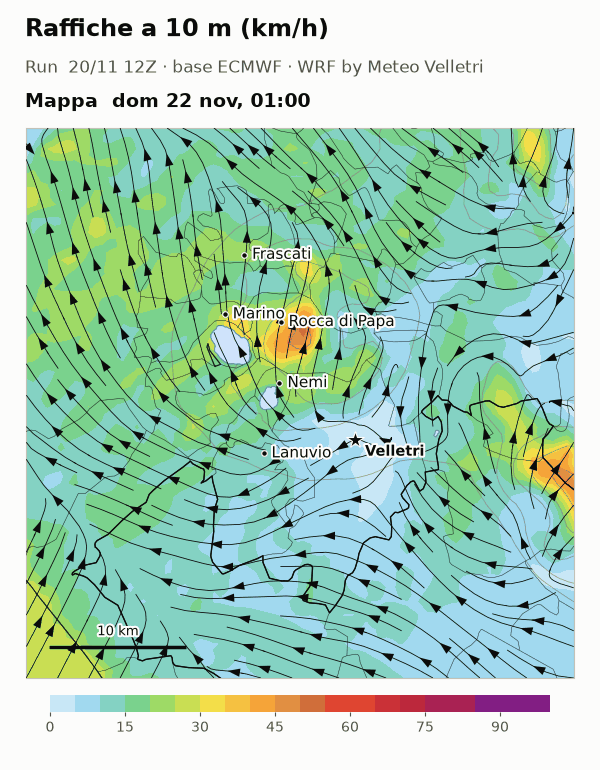 Raffiche a 10 m (km/h)
Run  20/11 12Z · base ECMWF · WRF by Meteo Velletri
Mappa  dom 22 nov, 01:00
Frascati
Marino
Rocca di Papa
Nemi
Velletri
Lanuvio
10 km
0 15 30 45 60 75 90